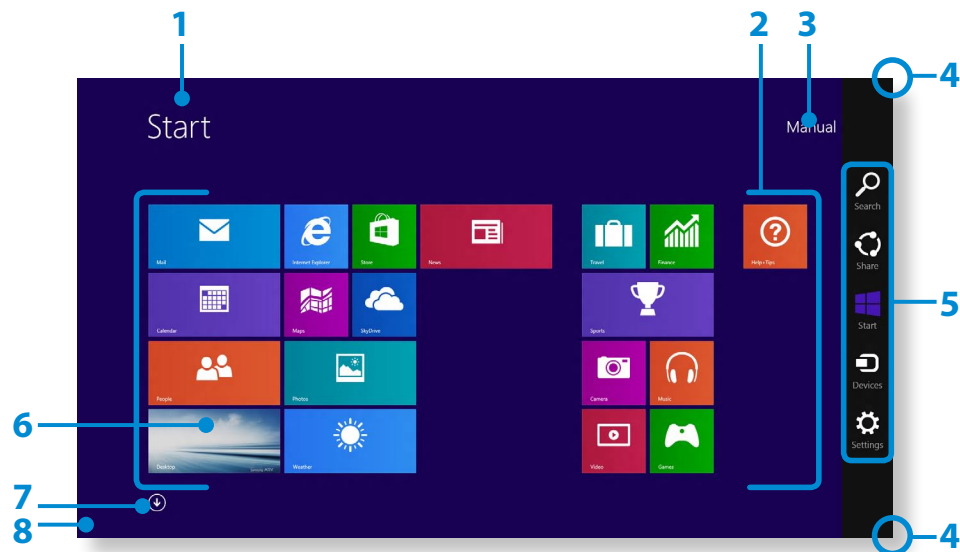 1
2
3
4
Start
Manual
Search
Mail
Internet Explorer
Store
News
Travel
Finance
Help+Tips
Share
5
Calendar
Maps
SkyDrive
Sports
Start
People
Photos
Camera
Music
Devices
6
Desktop
Weather
Video
Games
Settings
7
8
4